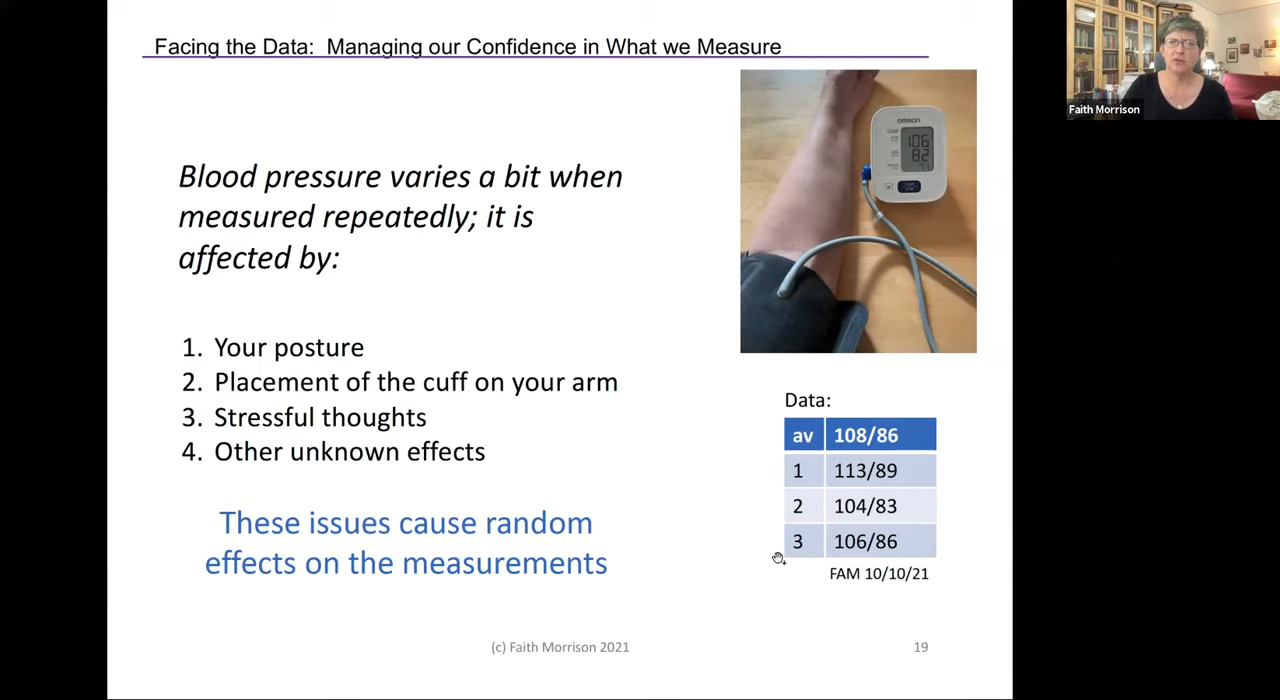 Facing the Data: Managing our Confidence in What we Measure
Faith Morrison
Blood pressure varies a bit when
measured repeatedly; it is
affected by:
OMRON
106
82
1. Your posture
2. Placement of the cuff on your arm
3. Stressful thoughts
4. Other unknown effects
These issues cause random
effects on the measurements
Data:
av 108/86
1 113/89
2 104/83
3 106/86
FAM 10/10/21
(c) Faith Morrison 2021
19